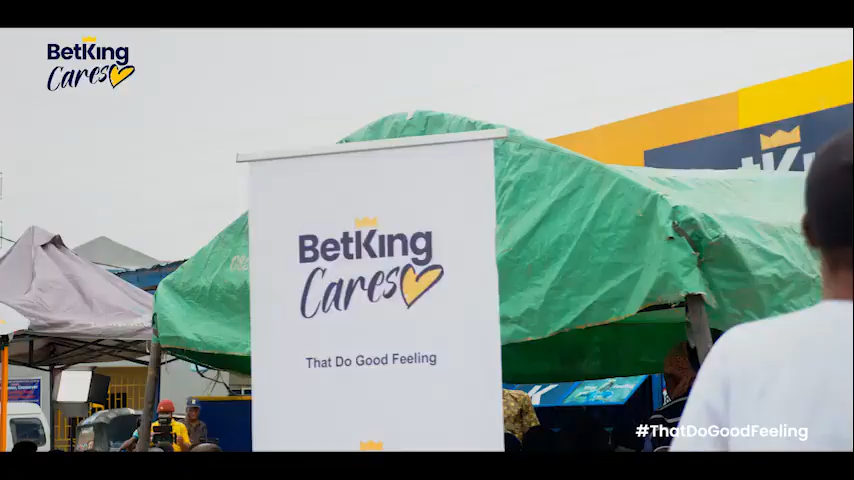 BetKing
Cares
BetKing
Cares
That Do Good Feeling
#ThatDoGoodFeeling